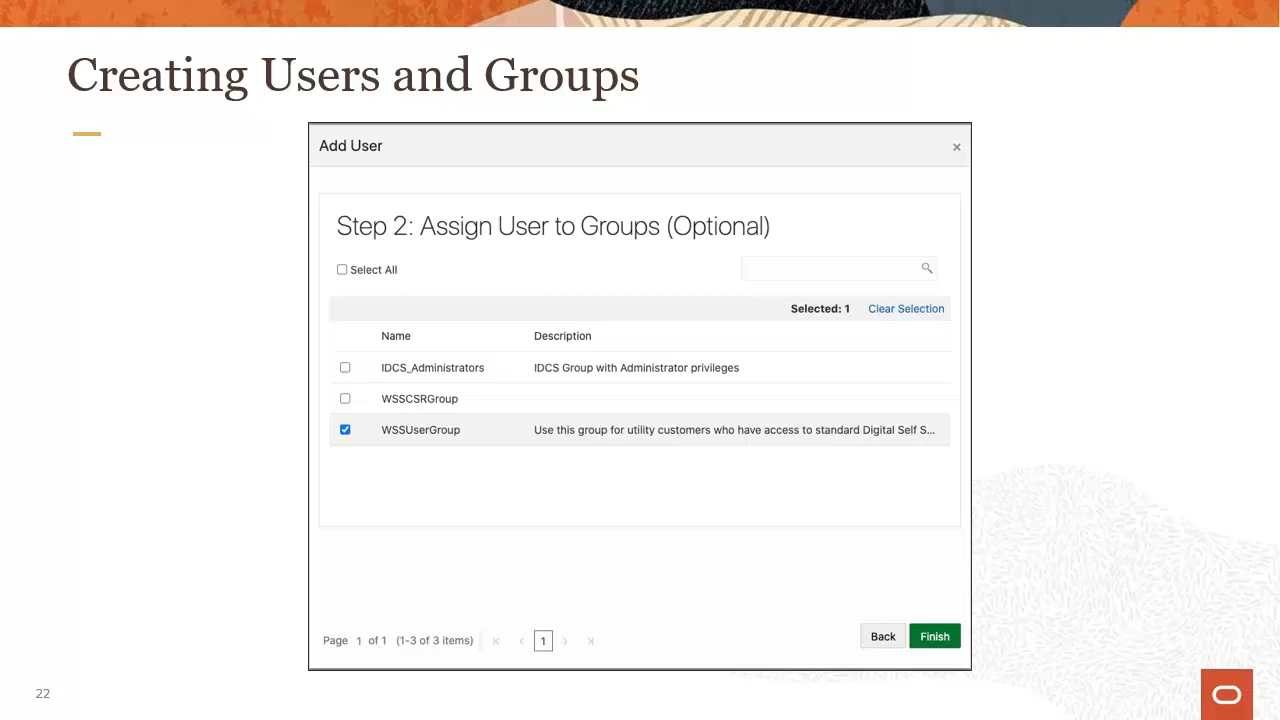 Creating Users and Groups
Add User ×
Step 2: Assign User to Groups (Optional)
Select All
Selected: 1 Clear Selection
Name Description
IDCS_Administrators IDCS Group with Administrator privileges
WSSCSRGroup
WSSUserGroup Use this group for utility customers who have access to standard Digital Self S...
Page 1 of 1 (1-3 of 3 items) 1
Back Finish
22